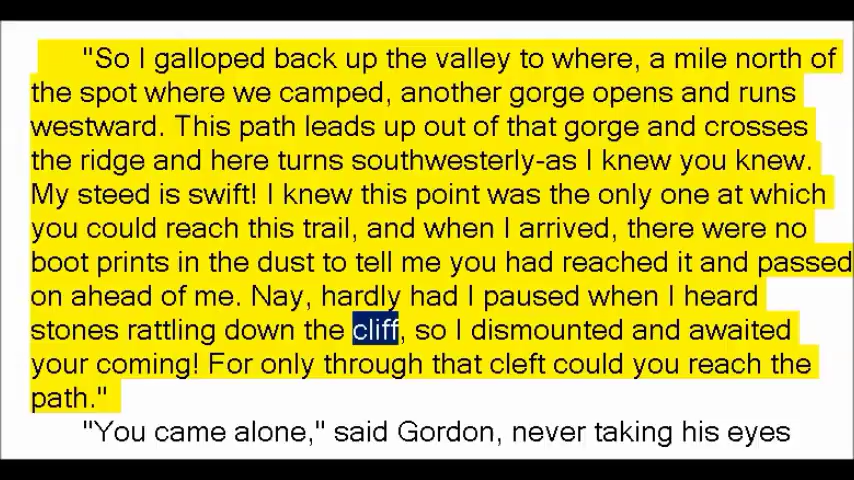 "So I galloped back up the valley to where, a mile north of
the spot where we camped, another gorge opens and runs
westward. This path leads up out of that gorge and crosses
the ridge and here turns southwesterly-as I knew you knew.
My steed is swift! I knew this point was the only one at which
you could reach this trail, and when I arrived, there were no
boot prints in the dust to tell me you had reached it and passed
on ahead of me. Nay, hardly had I paused when I heard
stones rattling down the cliff, so I dismounted and awaited
your coming! For only through that cleft could you reach the
path."
"You came alone," said Gordon, never taking his eyes